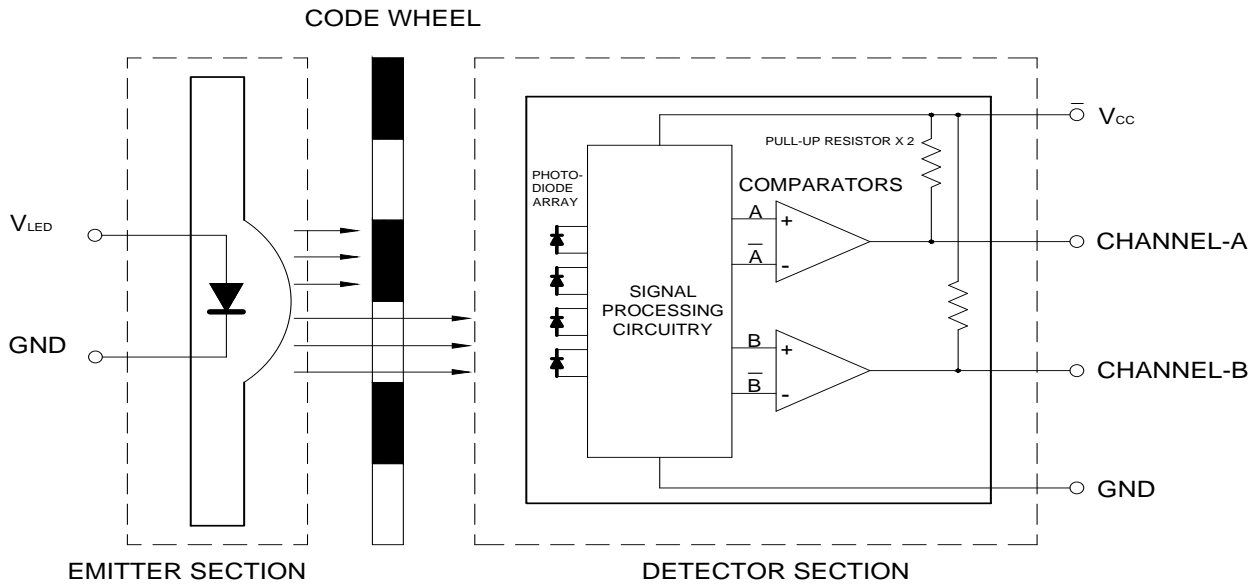 CODE WHEEL
V̄CC
PULL-UP RESISTOR X 2
PHOTO-
DIODE
ARRAY
COMPARATORS
VLED
A
+
CHANNEL-A
A̅
-
SIGNAL
PROCESSING
CIRCUITRY
GND
B
+
CHANNEL-B
B̅
-
GND
EMITTER SECTION
DETECTOR SECTION